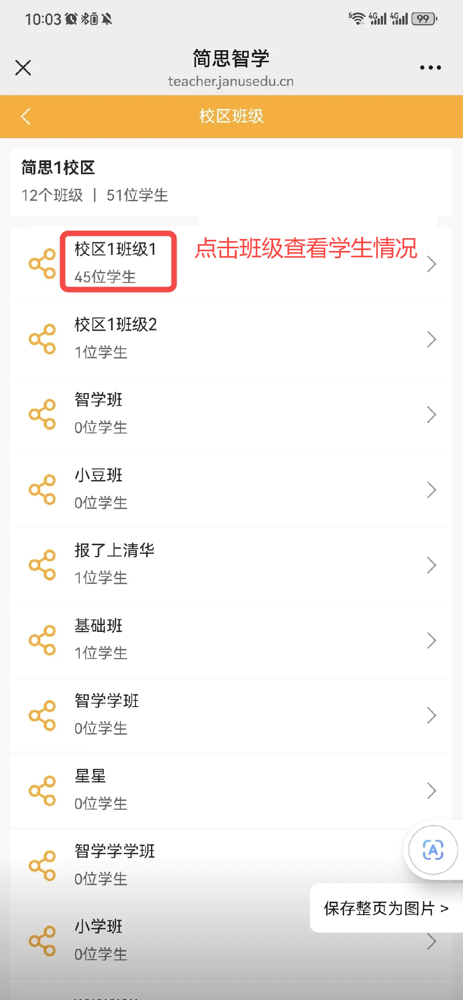 10:03
6 4G 4G 99
简思智学
teacher.janusedu.cn
校区班级
简思1校区
12个班级 | 51位学生
校区1班级1
点击班级查看学生情况
45位学生
校区1班级2
1位学生
智学班
0位学生
小豆班
0位学生
报了上清华
1位学生
基础班
1位学生
智学学班
0位学生
星星
0位学生
智学学学班
0位学生
A
保存整页为图片 >
小学班
0位学生